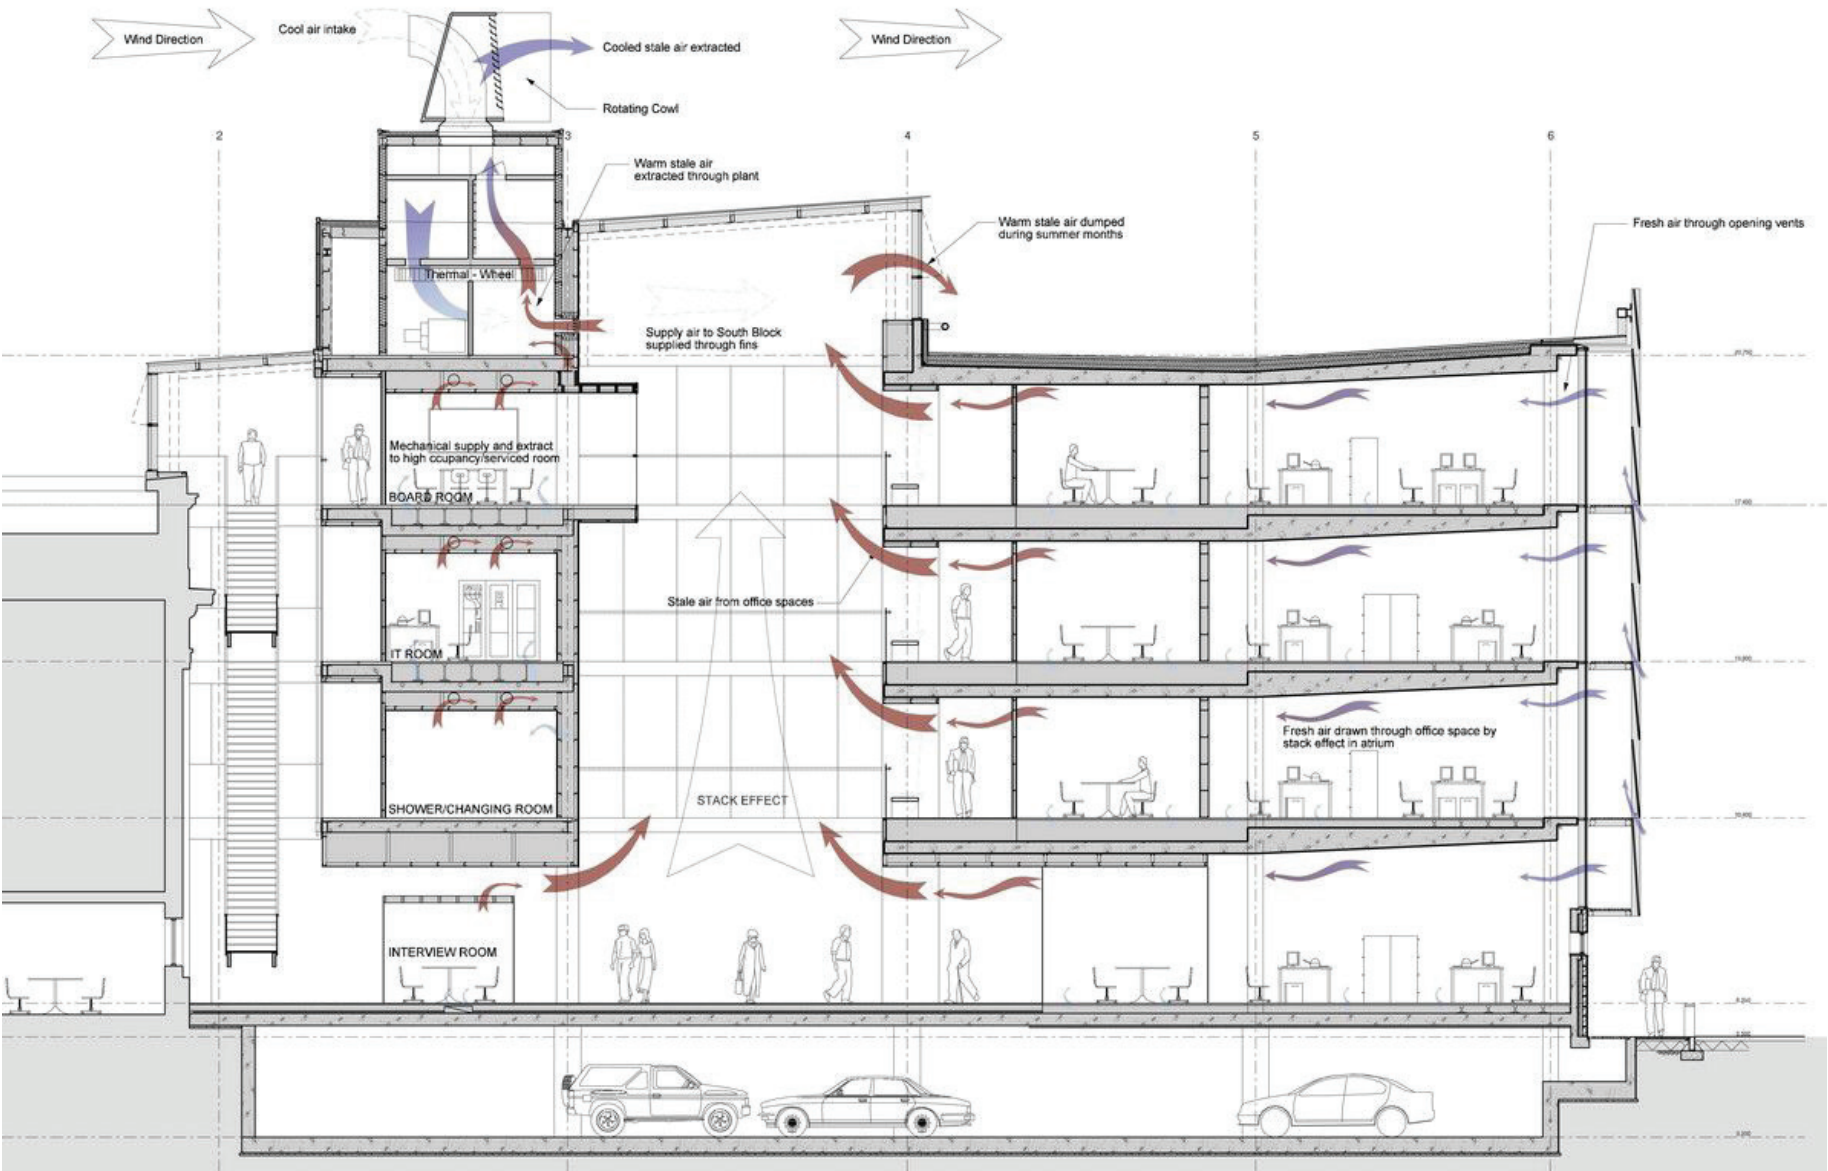 Wind Direction
Cool air intake
Cooled stale air extracted
Wind Direction
Rotating Cowl
2
3
4
5
6
Warm stale air
extracted through plant
Warm stale air dumped
during summer months
Fresh air through opening vents
Thermal - Wheel
Supply air to South Block
supplied through fins
Mechanical supply and extract
to high ccupancy/serviced room
BOARD ROOM
Stale air from office spaces
IT ROOM
Fresh air drawn through office space by
stack effect in atrium
SHOWER/CHANGING ROOM
STACK EFFECT
INTERVIEW ROOM